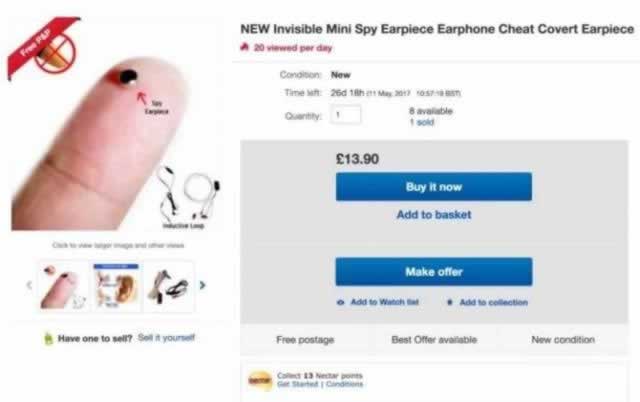 Free P&P
NEW Invisible Mini Spy Earpiece Earphone Cheat Covert Earpiece
20 viewed per day
Condition: New
Time left: 26d 18h (11 May, 2017 10:57:19 BST)
Quantity: 1
8 available
1 sold
Spy
Earpiece
Inductive Loop
£13.90
Buy it now
Add to basket
Make offer
Add to Watch list
Add to collection
Click to view larger image and other views
Have one to sell? Sell it yourself
Free postage
Best Offer available
New condition
nectar
Collect 13 Nectar points
Get Started | Conditions